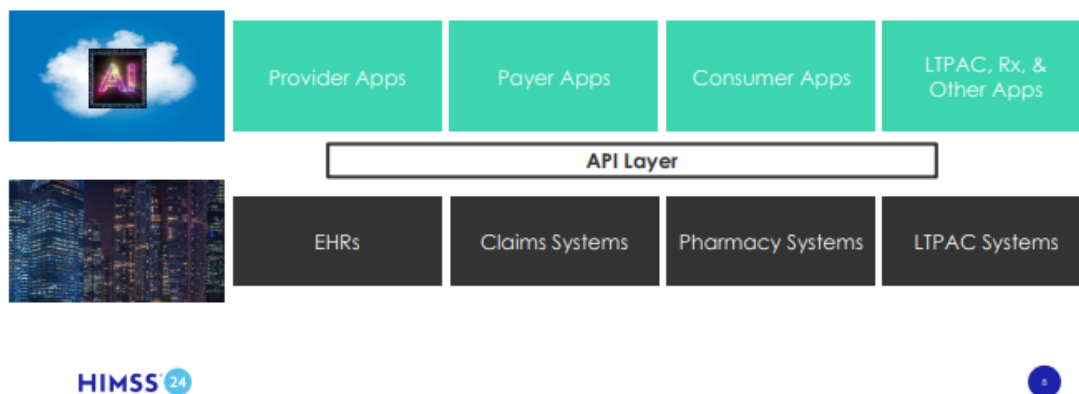 AI
Provider Apps
Payer Apps
Consumer Apps
LTPAC, Rx, &
Other Apps
API Layer
EHRs
Claims Systems
Pharmacy Systems
LTPAC Systems
HIMSS 24
8